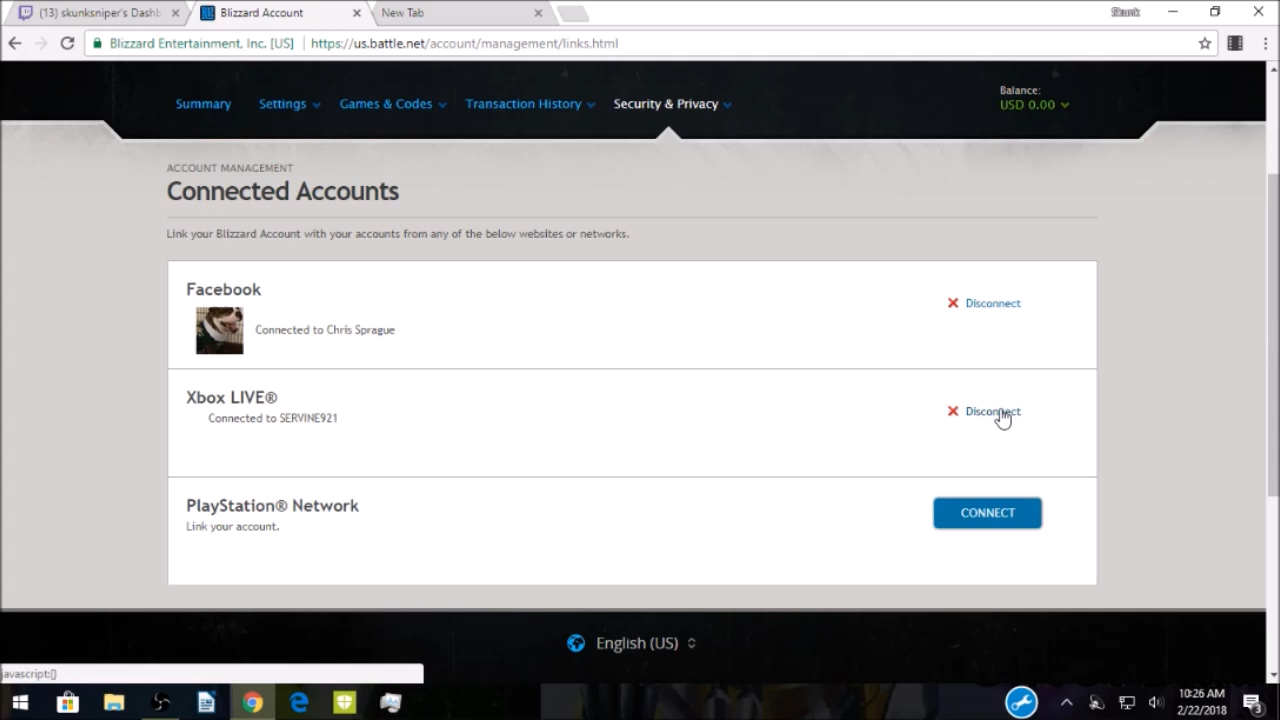 (13) skunksniper's Dashb
Blizzard Account
New Tab
Skunk
Blizzard Entertainment, Inc. [US]
https://us.battle.net/account/management/links.html
Summary
Settings
Games & Codes
Transaction History
Security & Privacy
Balance:
USD 0.00
ACCOUNT MANAGEMENT
Connected Accounts
Link your Blizzard Account with your accounts from any of the below websites or networks.
Facebook
Connected to Chris Sprague
Disconnect
Xbox LIVE®
Connected to SERVINE921
Disconnect
PlayStation® Network
Link your account.
CONNECT
English (US)
javascript:{}
10:26 AM
2/22/2018
3